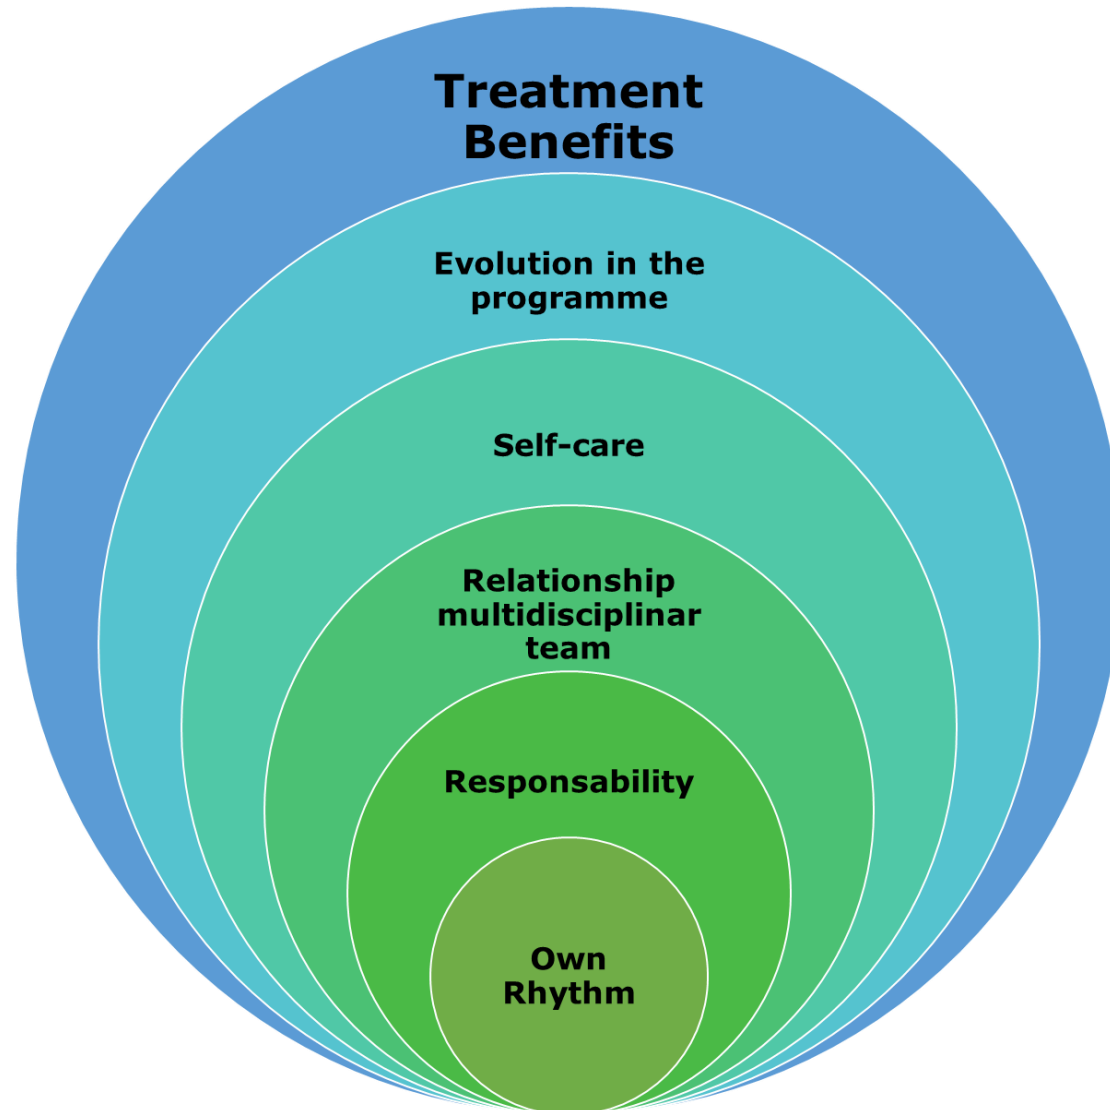 Treatment
Benefits
Evolution in the
programme
Self-care
Relationship
multidisciplinar
team
Responsability
Own
Rhythm